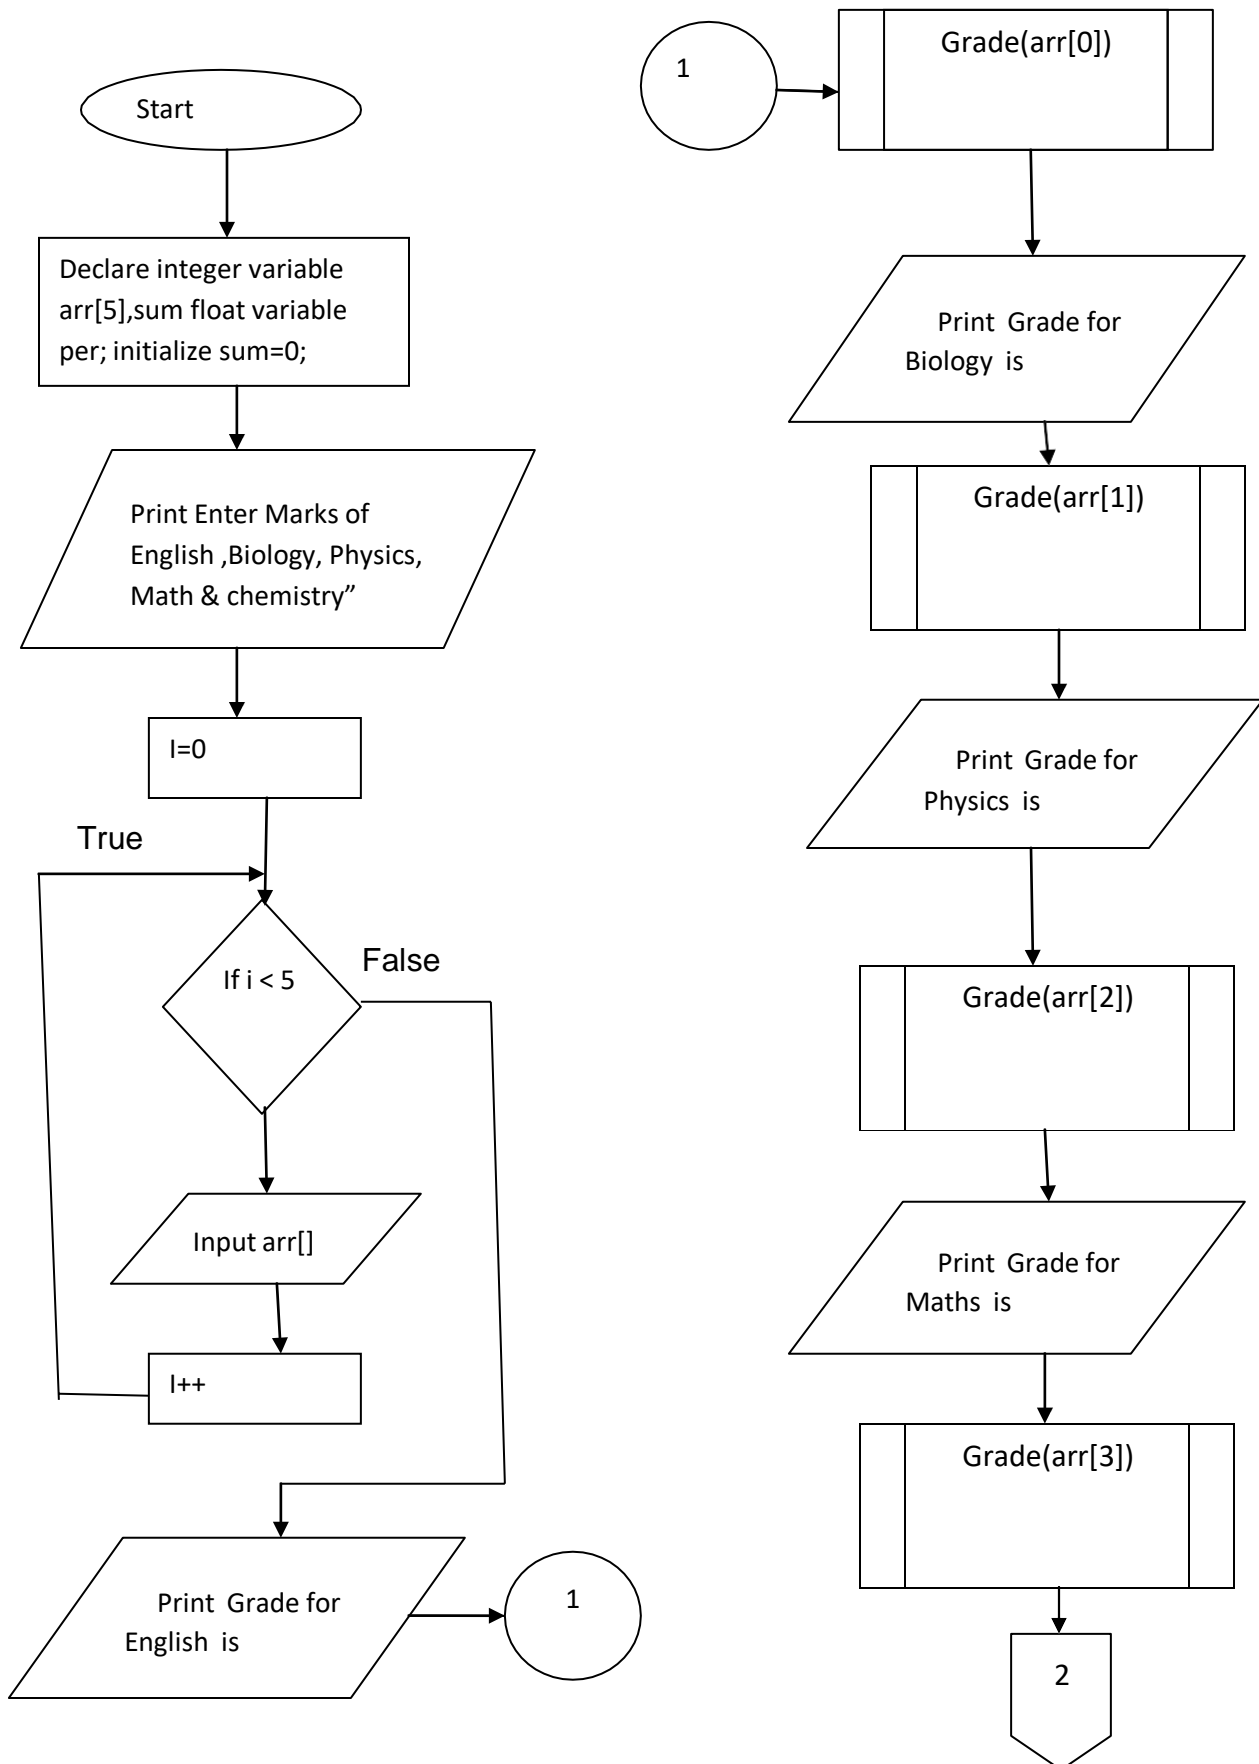 Start
Declare integer variable
arr[5],sum float variable
per; initialize sum=0;
Print Enter Marks of
English ,Biology, Physics,
Math & chemistry”
I=0
True
If i < 5
False
Input arr[]
I++
Print Grade for
English is
1
1
Grade(arr[0])
Print Grade for
Biology is
Grade(arr[1])
Print Grade for
Physics is
Grade(arr[2])
Print Grade for
Maths is
Grade(arr[3])
2